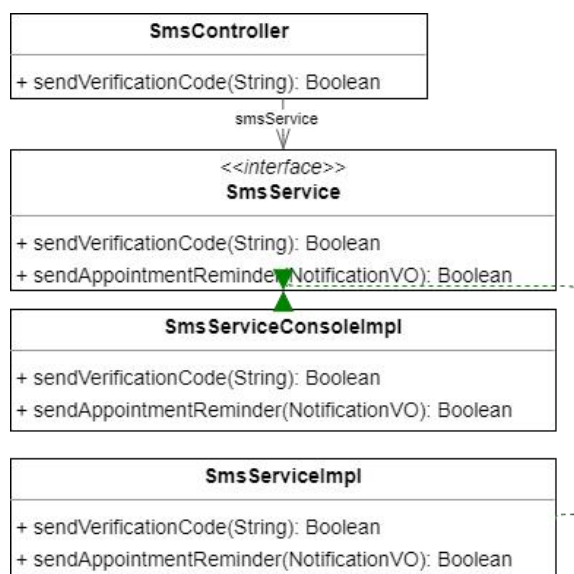 SmsController
+ sendVerificationCode(String): Boolean
smsService
<<interface>>
SmsService
+ sendVerificationCode(String): Boolean
+ sendAppointmentReminder(NotificationVO): Boolean
SmsServiceConsoleImpl
+ sendVerificationCode(String): Boolean
+ sendAppointmentReminder(NotificationVO): Boolean
SmsServiceImpl
+ sendVerificationCode(String): Boolean
+ sendAppointmentReminder(NotificationVO): Boolean